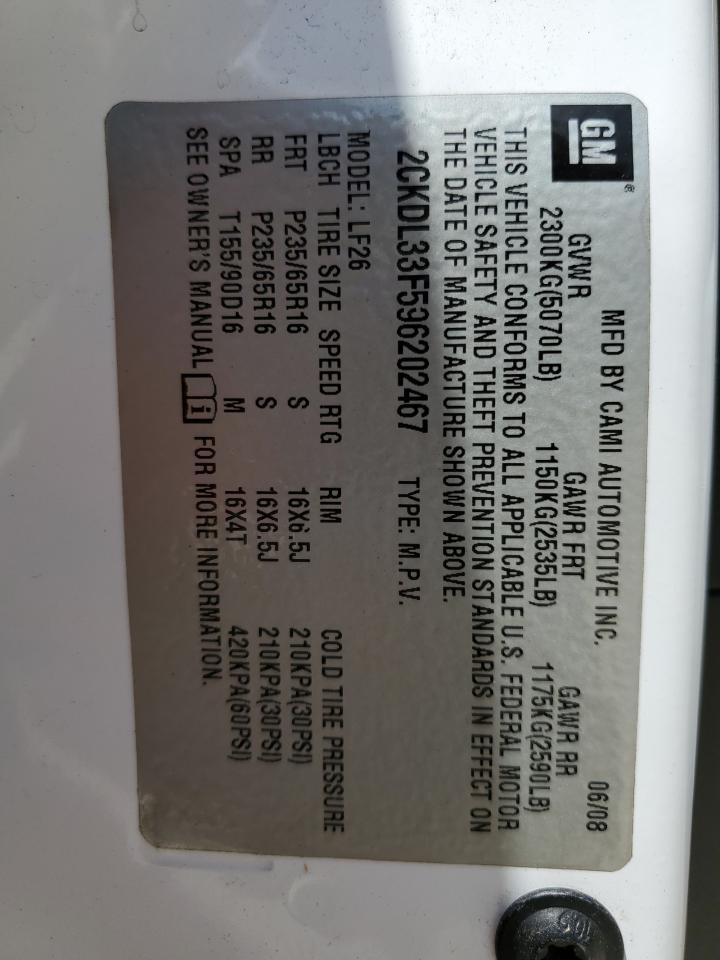 GM ®
MFD BY CAMI AUTOMOTIVE INC. 06/08
GVWR GAWR FRT GAWR RR
2300KG(5070LB) 1150KG(2535LB) 1175KG(2590LB)
THIS VEHICLE CONFORMS TO ALL APPLICABLE U.S. FEDERAL MOTOR
VEHICLE SAFETY AND THEFT PREVENTION STANDARDS IN EFFECT ON
THE DATE OF MANUFACTURE SHOWN ABOVE.
2CKDL33F596202467 TYPE: M.P.V.
MODEL: LF26
LBCH TIRE SIZE SPEED RTG RIM COLD TIRE PRESSURE
FRT P235/65R16 S 16X6.5J 210KPA(30PSI)
RR P235/65R16 S 16X6.5J 210KPA(30PSI)
SPA T155/90D16 M 16X4T 420KPA(60PSI)
SEE OWNER'S MANUAL i FOR MORE INFORMATION.